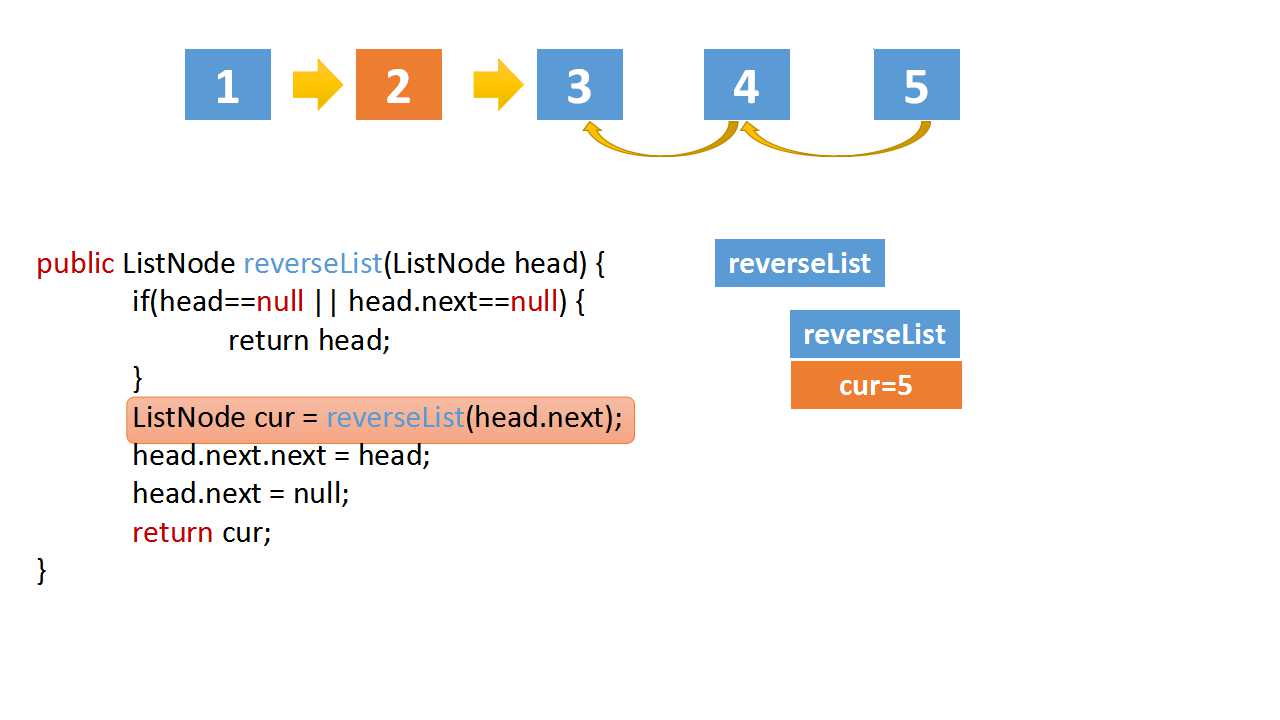 1 2 3 4 5
public ListNode reverseList(ListNode head) {
if(head==null || head.next==null) {
return head;
}
ListNode cur = reverseList(head.next);
head.next.next = head;
head.next = null;
return cur;
}
reverseList
reverseList
cur=5